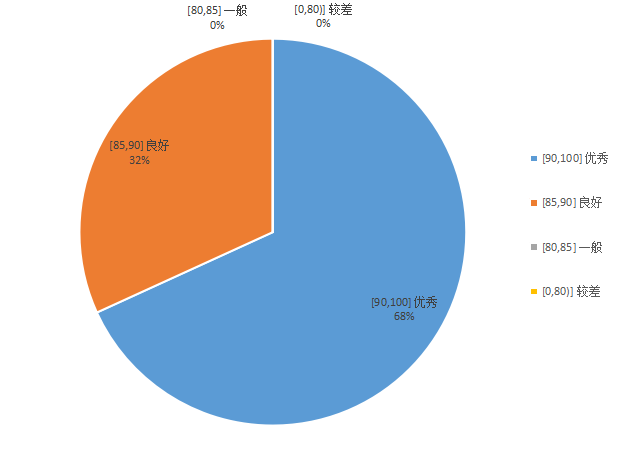 [80,85] 一般
0%
[0,80)] 较差
0%
[85,90] 良好
32%
[90,100] 优秀
68%
[90,100] 优秀
[85,90] 良好
[80,85] 一般
[0,80)] 较差